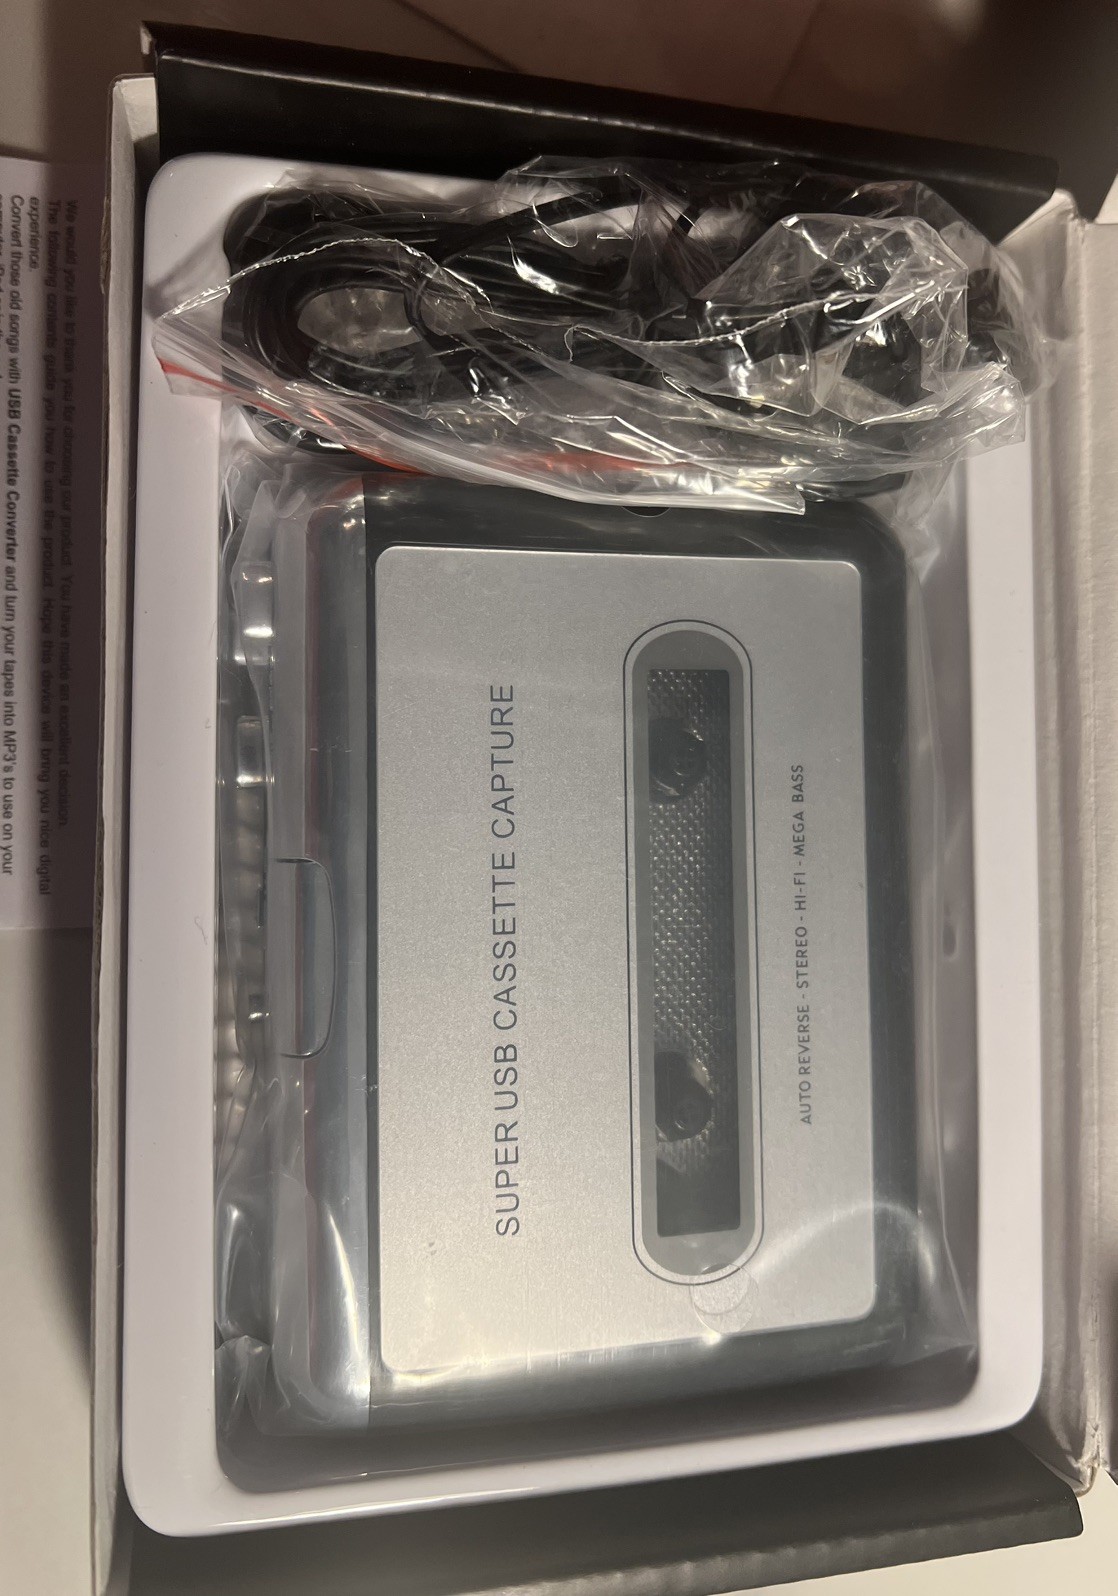 SUPER USB CASSETTE CAPTURE
AUTO REVERSE - STEREO - HI-FI - MEGA BASS
We would you like to thank you for choosing our product. You have made an excellent decision.
The following contents guide you how to use the product. Hope this device will bring you nice digital
experience.
Convert those old songs with USB Cassette Converter and turn your tapes into MP3's to use on your